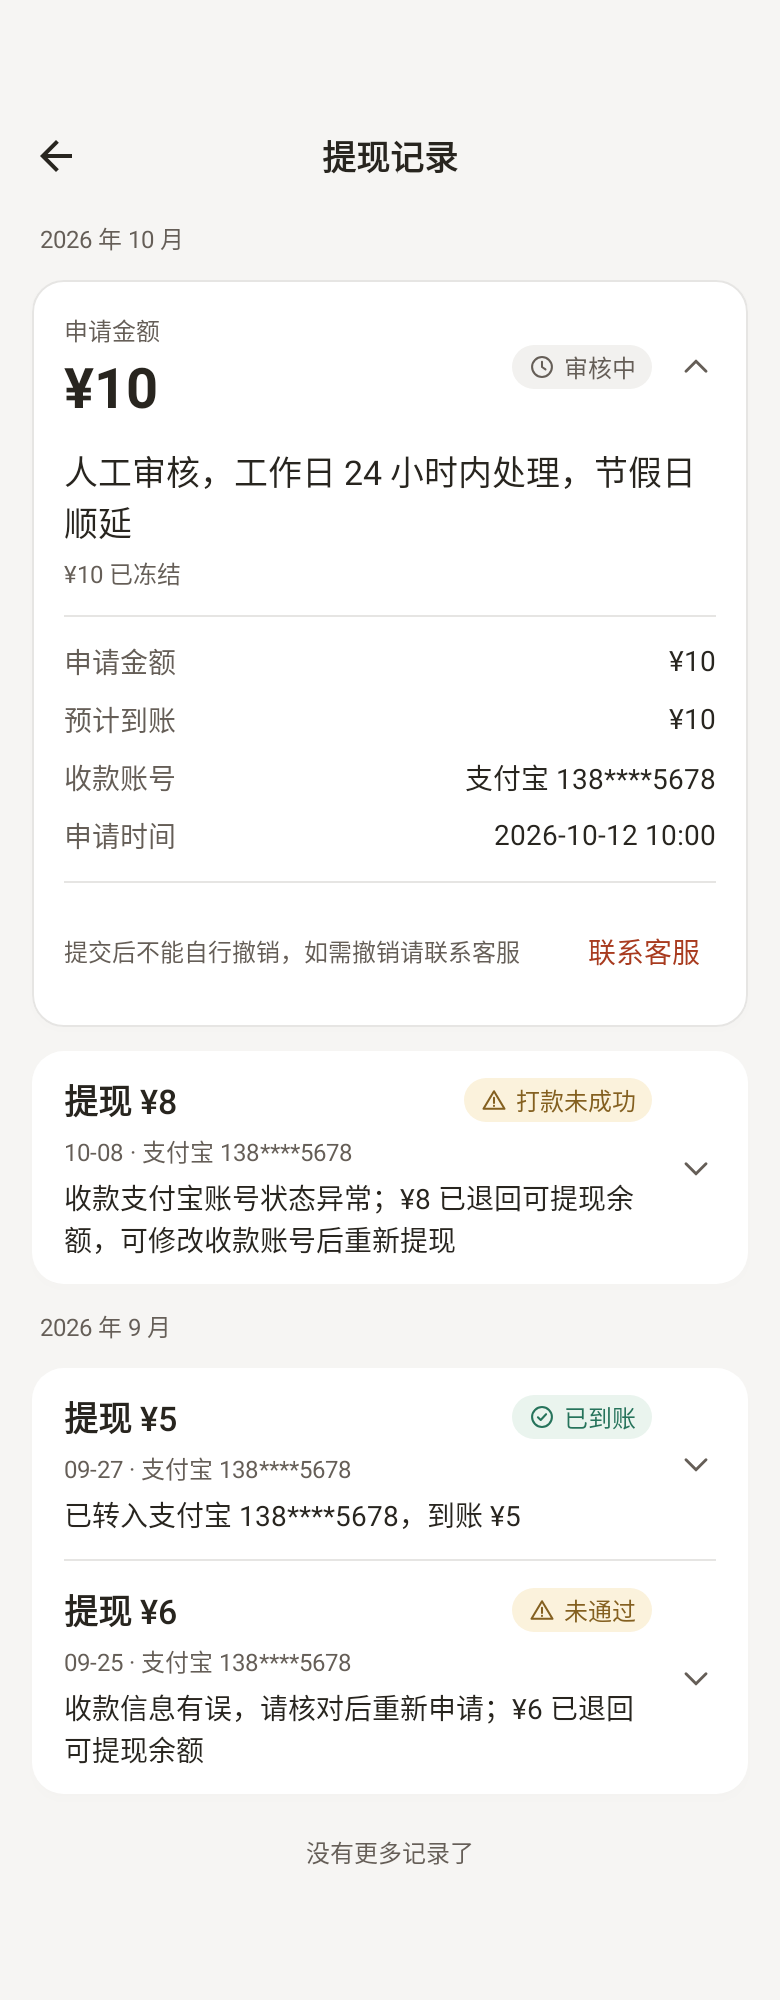 提现记录
2026 年 10 月
申请金额
¥10
审核中
人工审核，工作日 24 小时内处理，节假日
顺延
¥10 已冻结
申请金额 ¥10
预计到账 ¥10
收款账号 支付宝 138****5678
申请时间 2026-10-12 10:00
提交后不能自行撤销，如需撤销请联系客服 联系客服
提现 ¥8 打款未成功
10-08 · 支付宝 138****5678
收款支付宝账号状态异常；¥8 已退回可提现余
额，可修改收款账号后重新提现
2026 年 9 月
提现 ¥5 已到账
09-27 · 支付宝 138****5678
已转入支付宝 138****5678，到账 ¥5
提现 ¥6 未通过
09-25 · 支付宝 138****5678
收款信息有误，请核对后重新申请；¥6 已退回
可提现余额
没有更多记录了